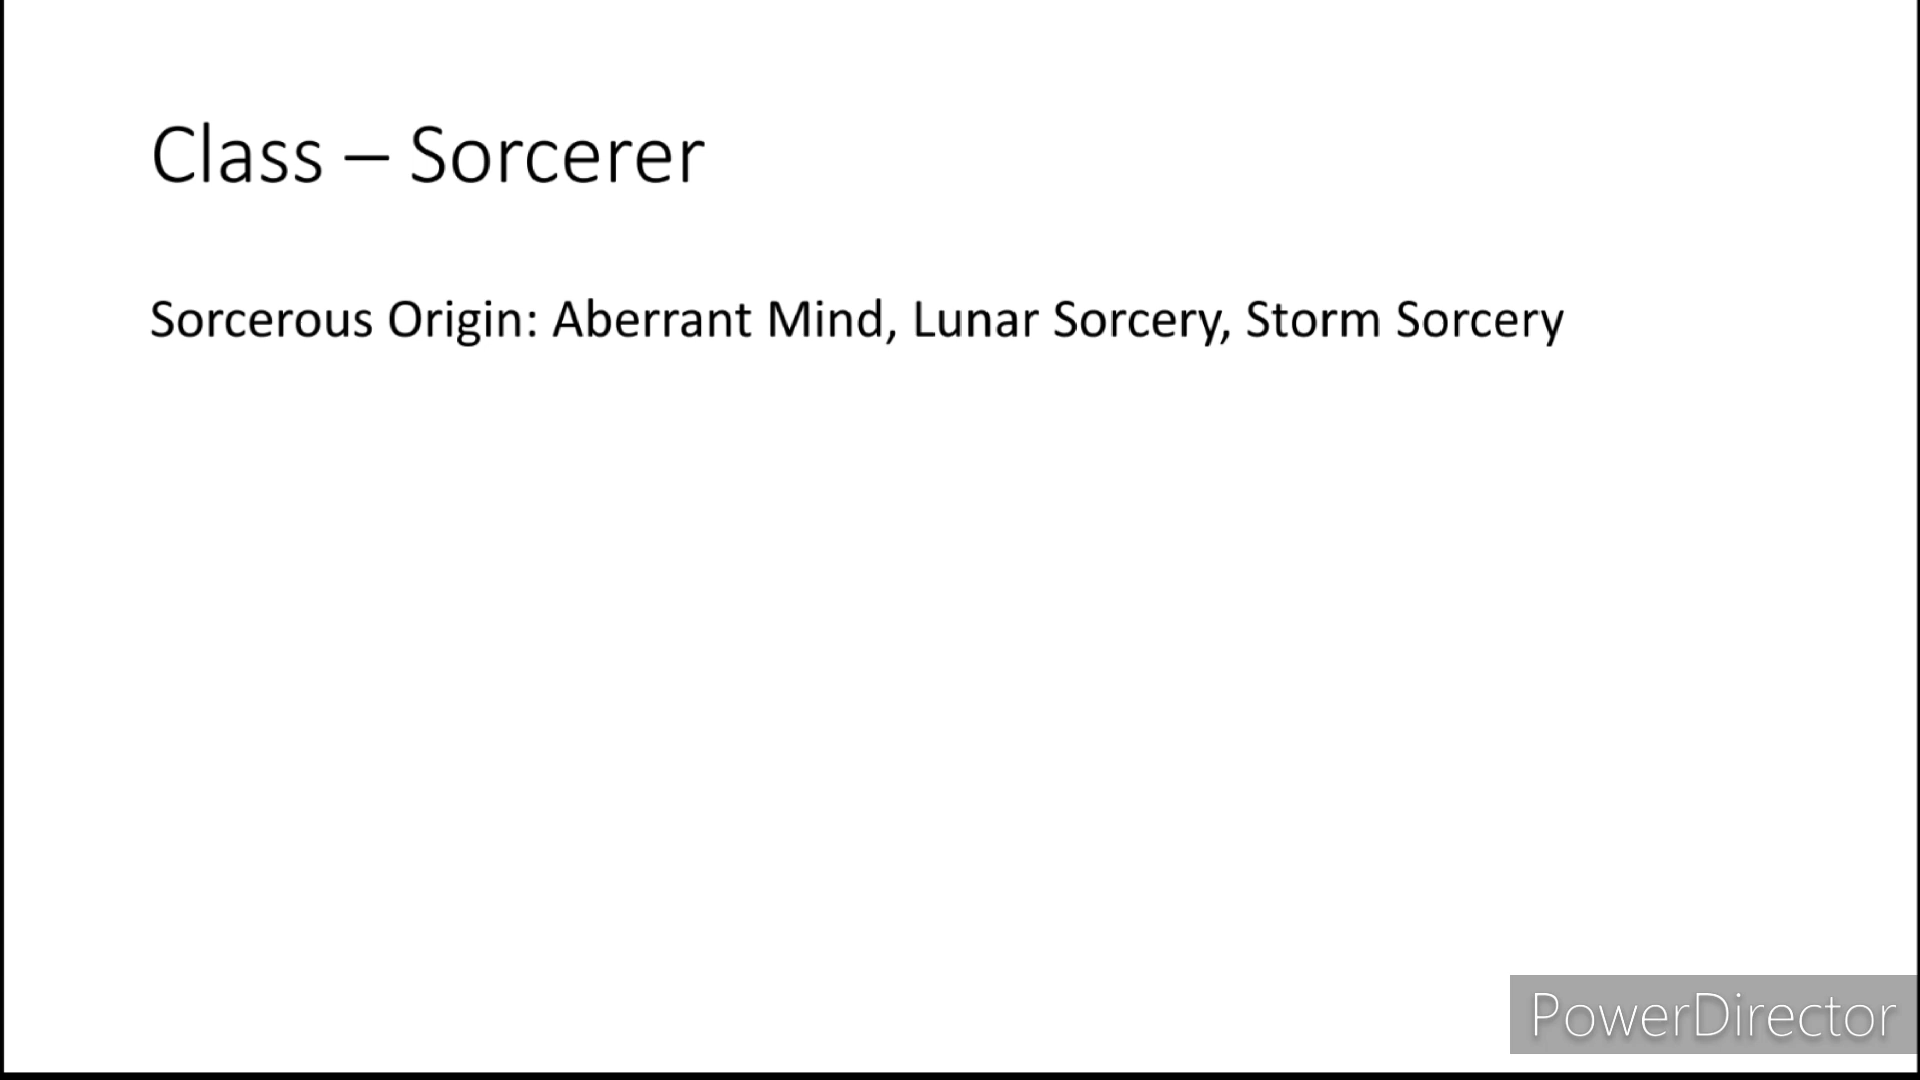 Class – Sorcerer
Sorcerous Origin: Aberrant Mind, Lunar Sorcery, Storm Sorcery
PowerDirector